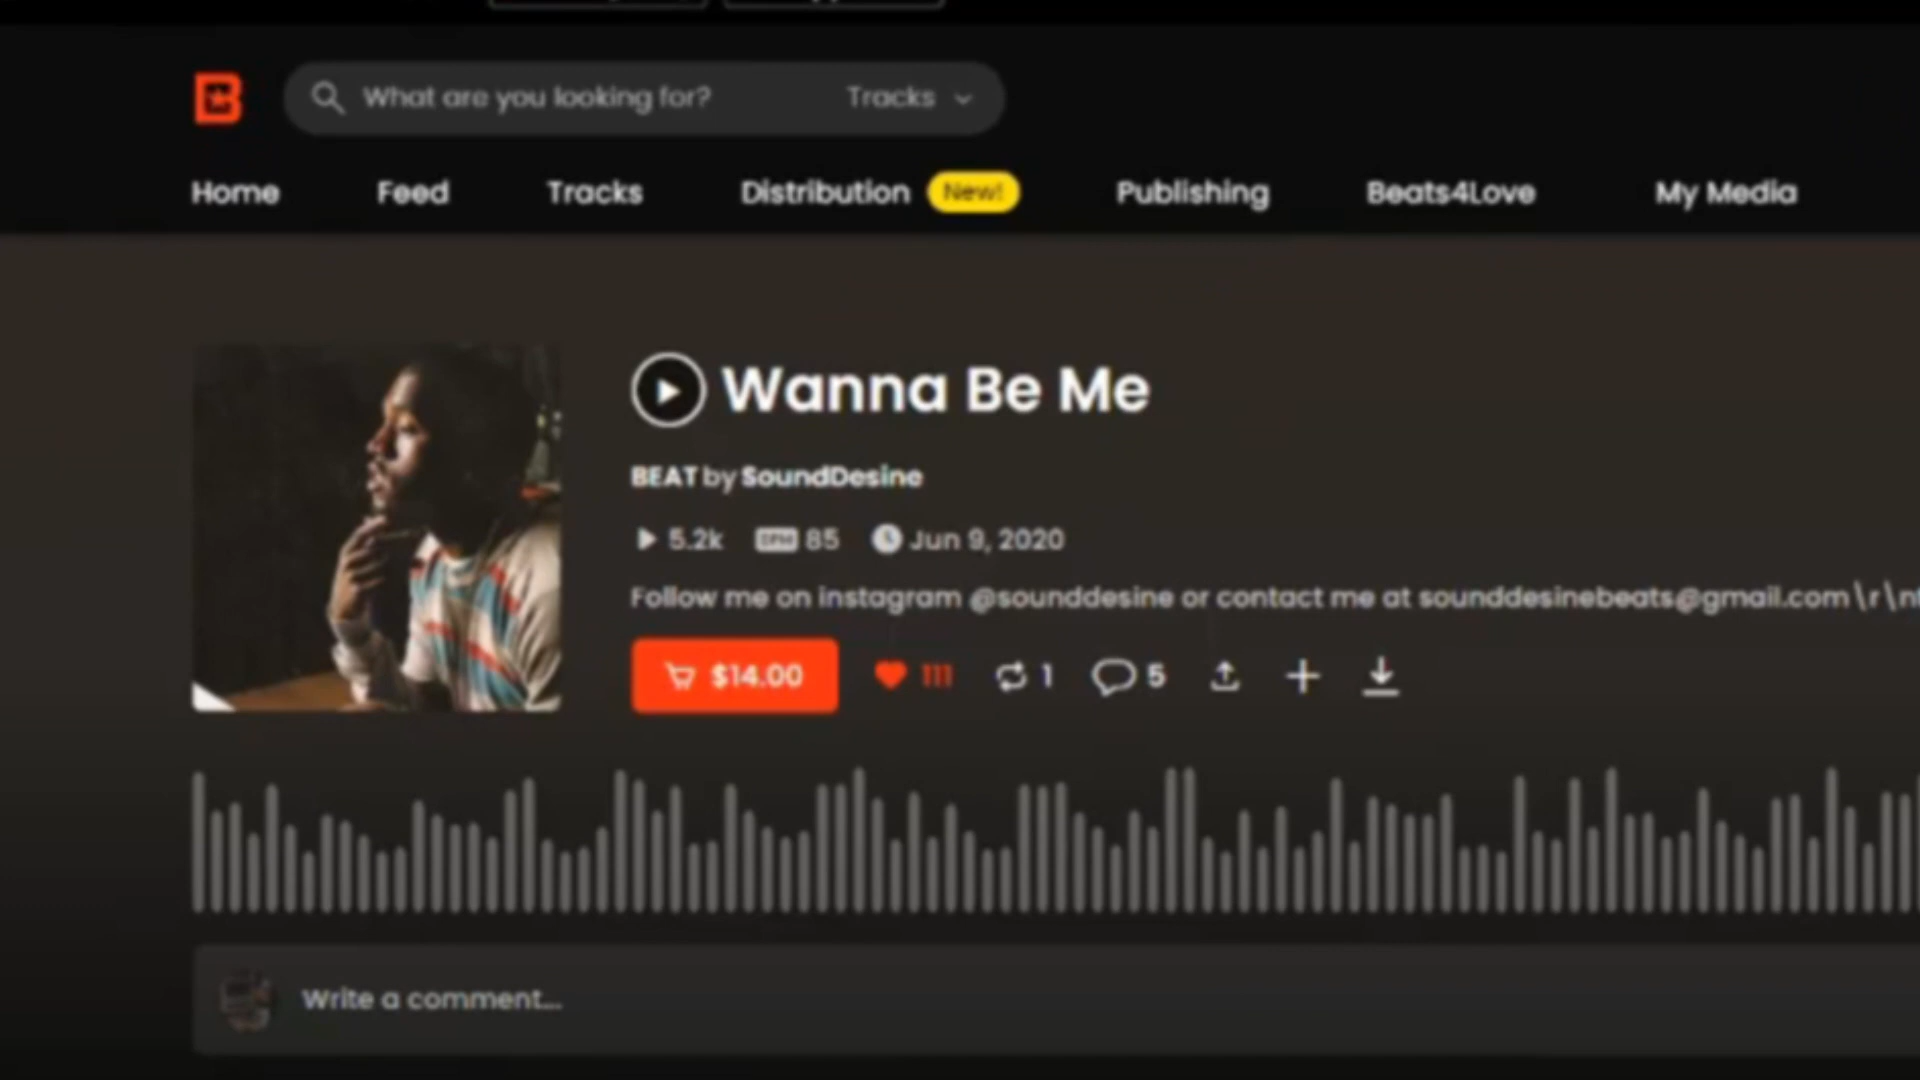 B
What are you looking for? Tracks
Home Feed Tracks Distribution New! Publishing Beats4Love My Media
Wanna Be Me
BEAT by SoundDesine
5.2k BPM 85 Jun 9, 2020
Follow me on instagram @sounddesine or contact me at sounddesinebeats@gmail.com\r\n
$14.00 111 1 5
Write a comment...